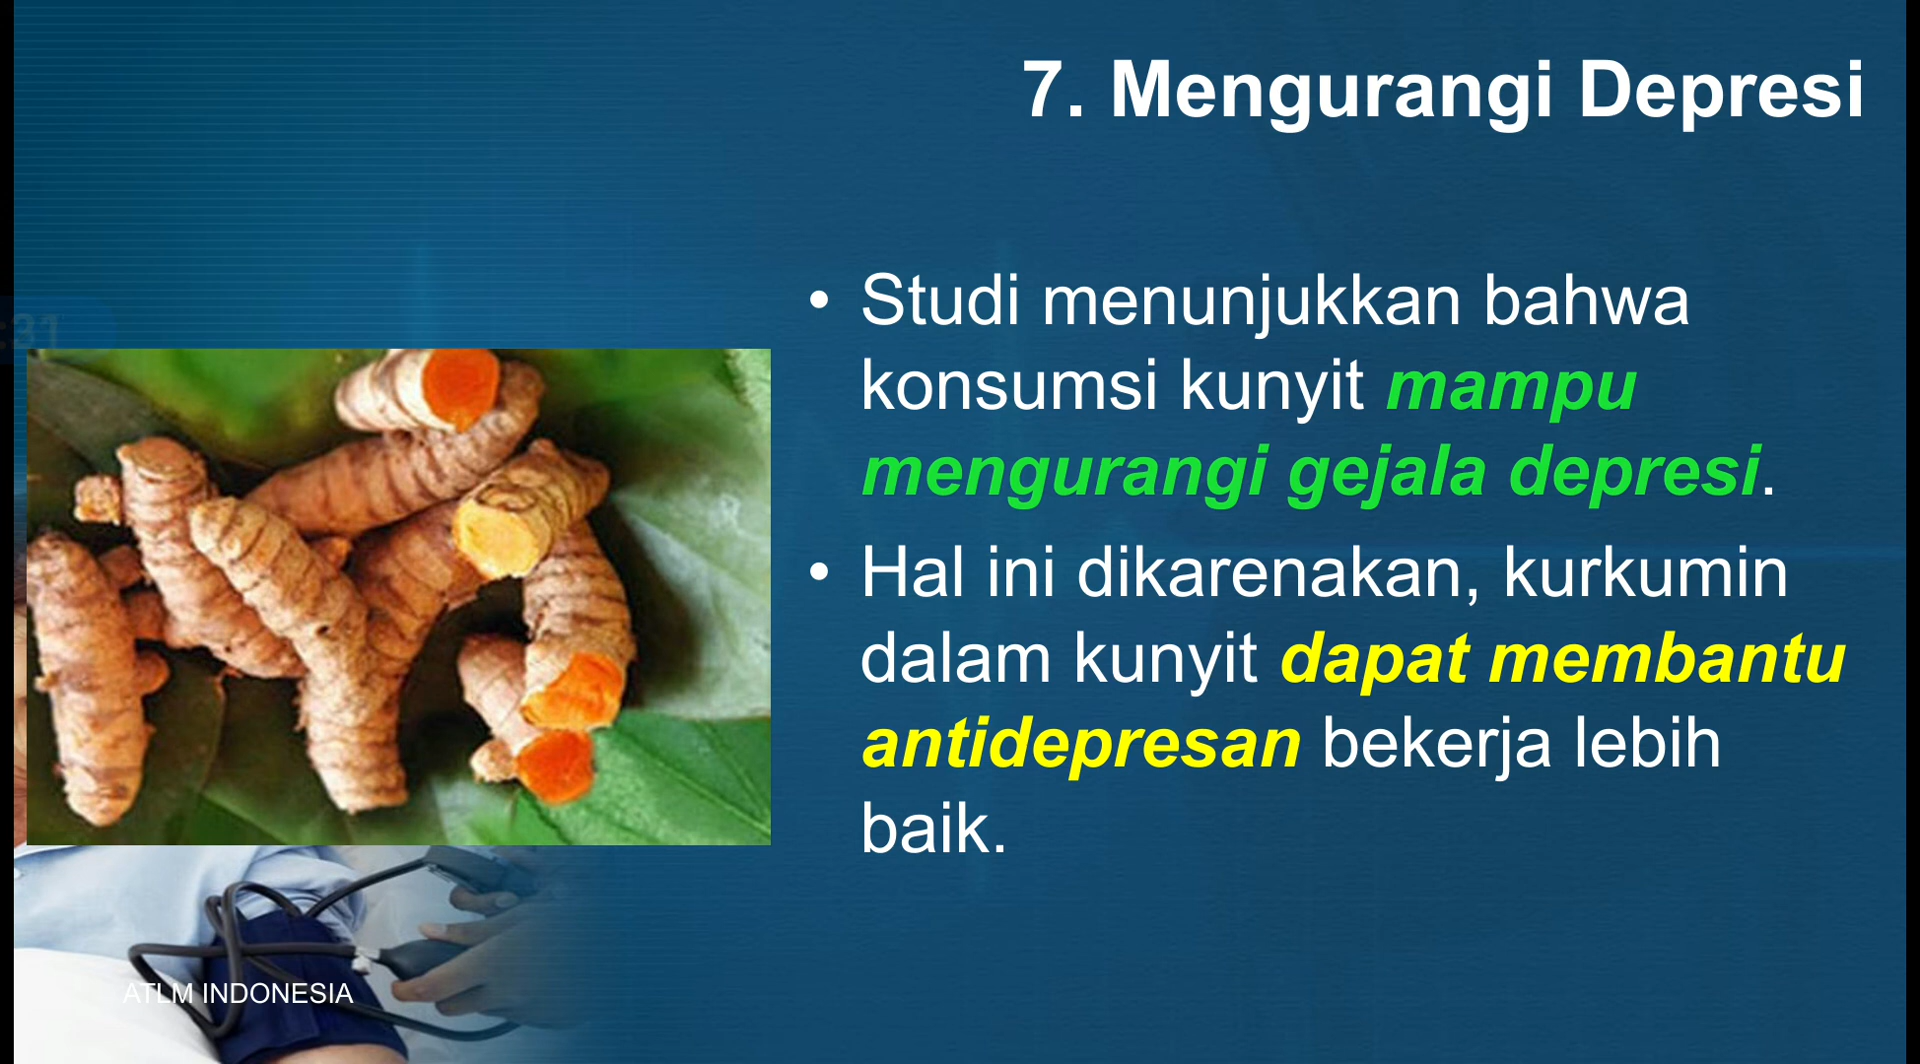 7. Mengurangi Depresi
:31
• Studi menunjukkan bahwa
konsumsi kunyit mampu
mengurangi gejala depresi.
• Hal ini dikarenakan, kurkumin
dalam kunyit dapat membantu
antidepresan bekerja lebih
baik.
ATLM INDONESIA